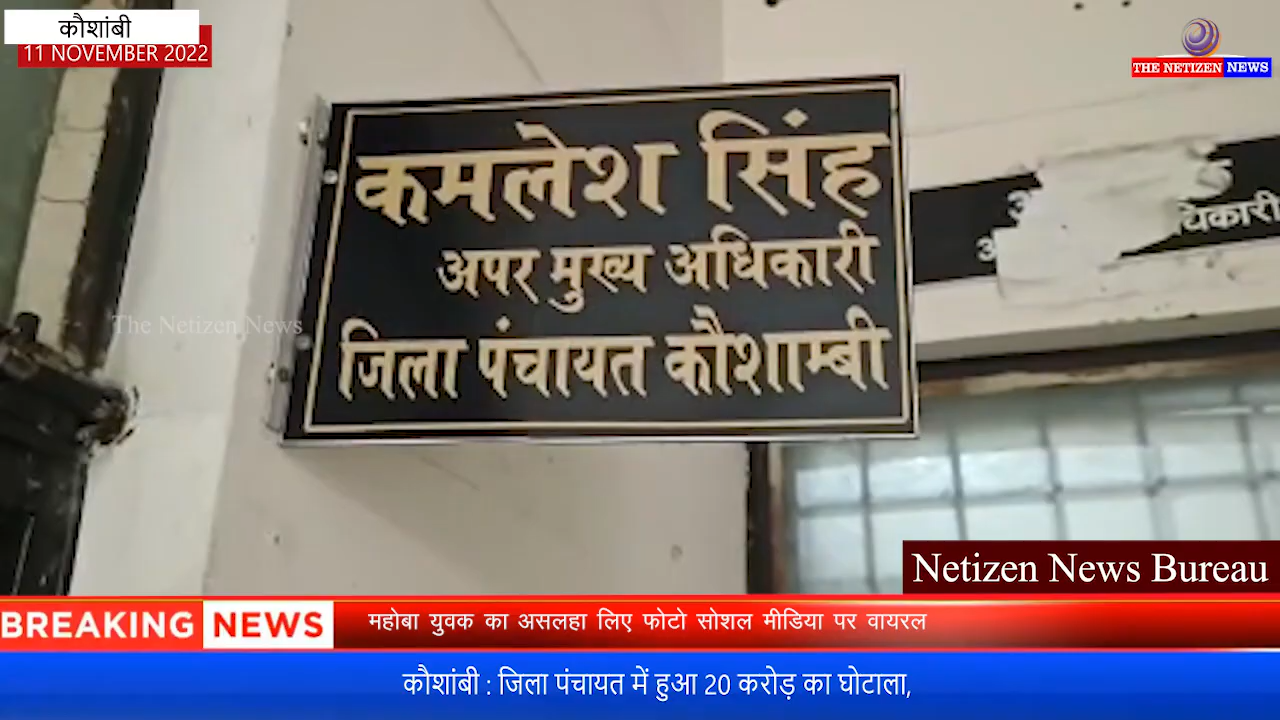 कौशांबी
11 NOVEMBER 2022
THE NETIZEN NEWS
कमलेश सिंह
अपर मुख्य अधिकारी
जिला पंचायत कौशाम्बी
The Netizen News
Netizen News Bureau
BREAKING NEWS
महोबा युवक का असलहा लिए फोटो सोशल मीडिया पर वायरल
कौशांबी : जिला पंचायत में हुआ 20 करोड़ का घोटाला,